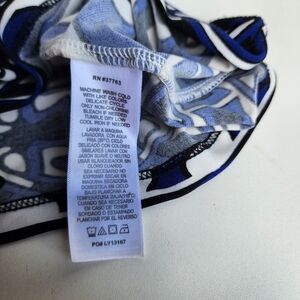 RN #37763
MACHINE WASH COLD
WITH LIKE COLOURS
DELICATE CYCLE
ONLY NON-CHLORINE
BLEACH IF NEEDED
TUMBLE DRY LOW
COOL IRON IF NEEDED
LAVAR A MAQUINA
LAVADORA CON AGUA
FRIA
DELICADO CON COLORES
SIMILARES LAVAR CON
JABON SUAVE O NEUTRO
USAR EL BLANQUEADOR SIN
CLORO CUANDO
SEA NECESARIO NO
EXPRIMIR SECAR EN
MAQUINA SECADORA
DOMESTICA EN CICLO
BAJO PLANCHAR A
TEMPERATURA
CUANDO SEA NECESARIO
EN CASO DE TENER
BORDADO O ESTAMPADO
PLANCHAR POR EL REVERSO
PO# LY13167